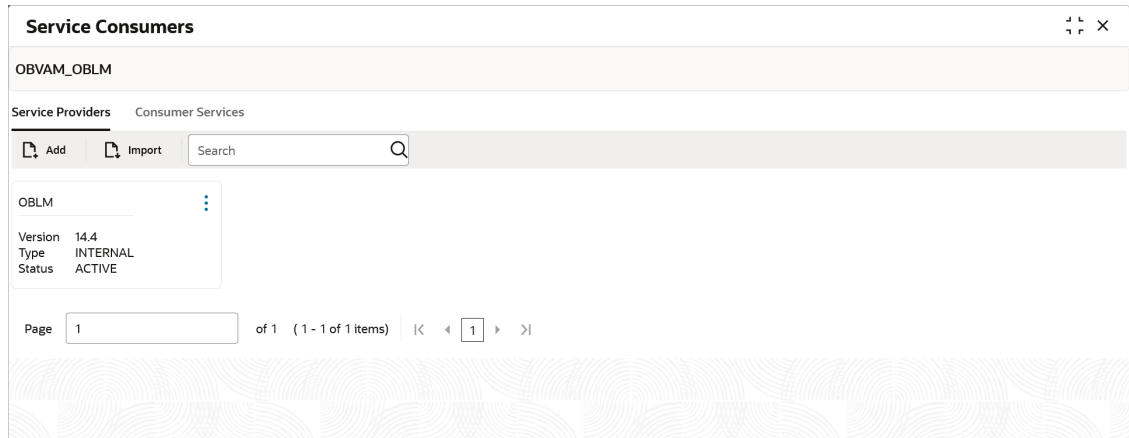 Service Consumers
OBVAM_OBLM
Service Providers Consumer Services
Add Import Search
OBLM
Version 14.4
Type INTERNAL
Status ACTIVE
Page 1 of 1 ( 1 - 1 of 1 items) 1